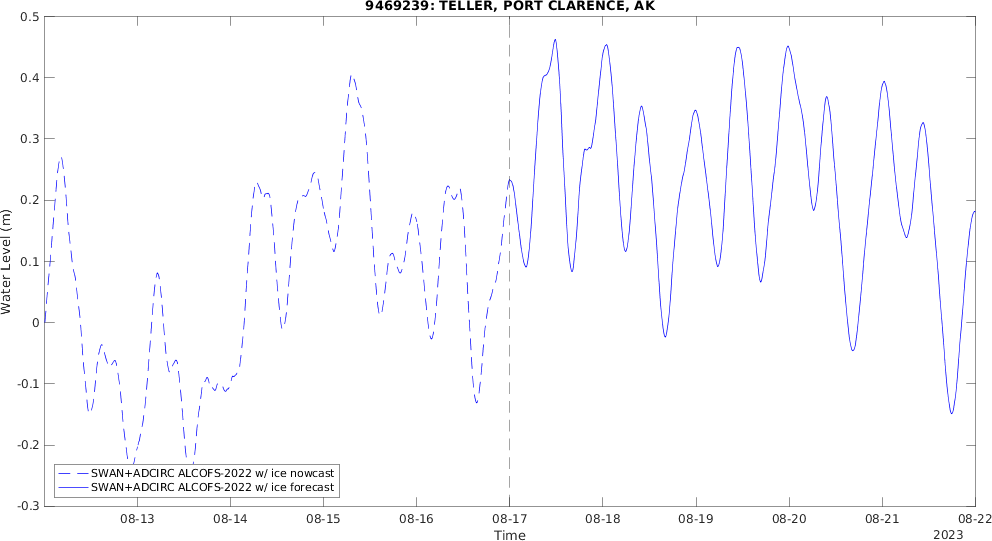 9469239: TELLER, PORT CLARENCE, AK
0.5
0.4
0.3
0.2
0.1
0
-0.1
-0.2
-0.3
Water Level (m)
SWAN+ADCIRC ALCOFS-2022 w/ ice nowcast
SWAN+ADCIRC ALCOFS-2022 w/ ice forecast
08-13 08-14 08-15 08-16 08-17 08-18 08-19 08-20 08-21 08-22
Time
2023